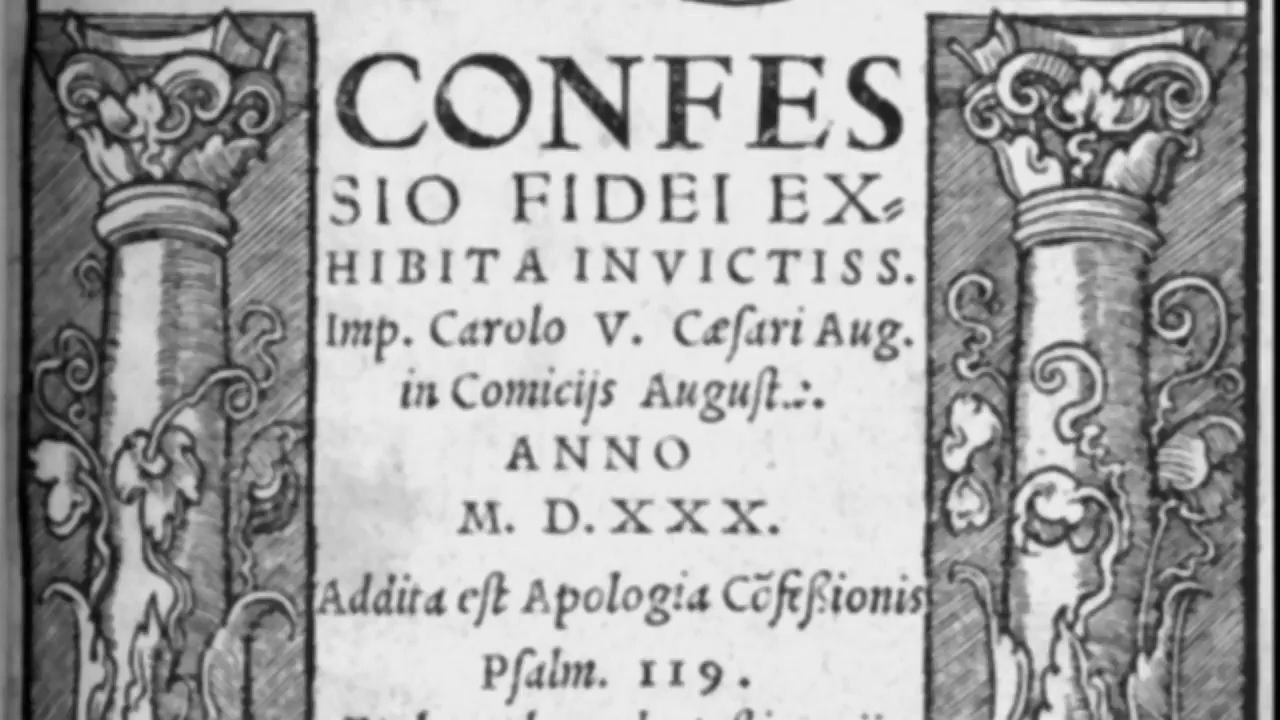 CONFES
SIO FIDEI EX⸗
HIBITA INVICTISS.
Imp. Carolo V. Cæſari Aug.
in Comicijs Auguſt.:.
ANNO
M. D. XXX.
Addita eſt Apologia Cõfeſsionis
Pſalm. 119.